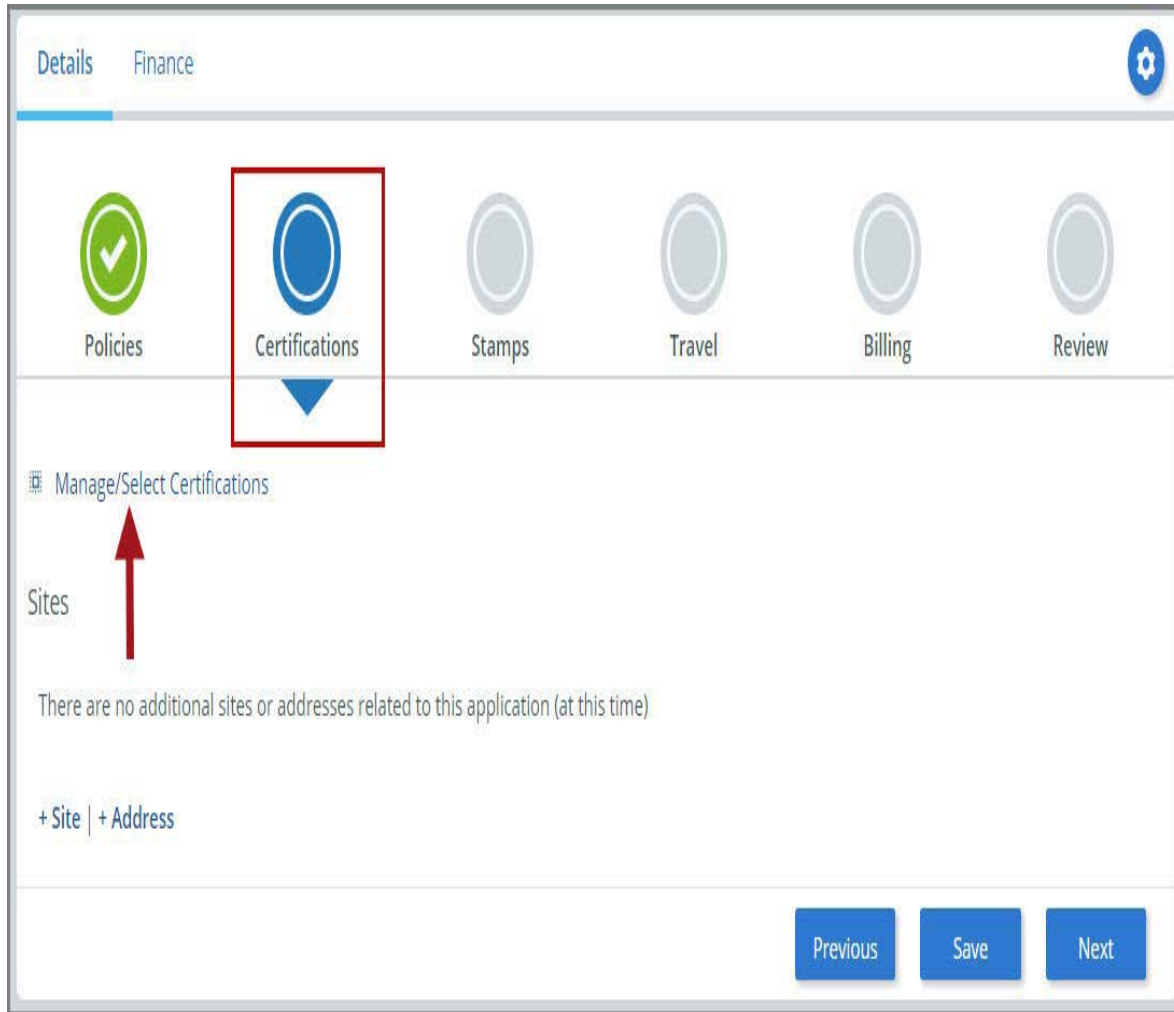 Details Finance
Policies Certifications Stamps Travel Billing Review
Manage/Select Certifications
Sites
There are no additional sites or addresses related to this application (at this time)
+ Site | + Address
Previous Save Next